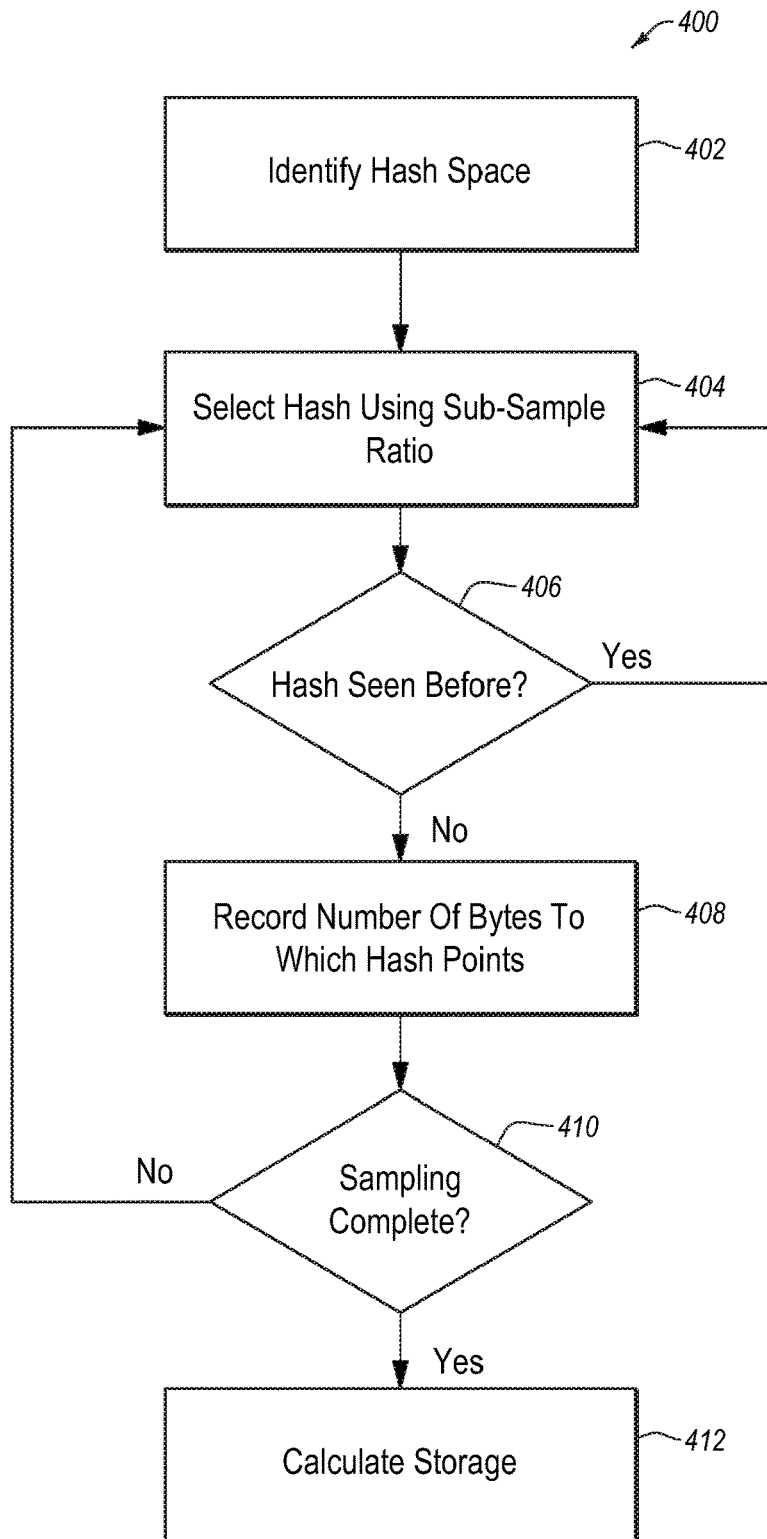 400
Identify Hash Space
402
Select Hash Using Sub-Sample
Ratio
404
406
Hash Seen Before?
Yes
No
Record Number Of Bytes To
Which Hash Points
408
410
No
Sampling
Complete?
Yes
Calculate Storage
412